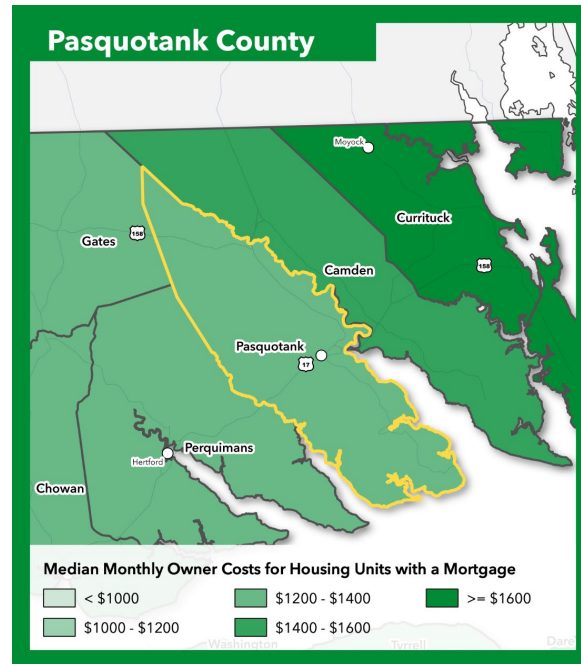 Pasquotank County
Moyock
Currituck
Gates
158
158
Camden
Pasquotank
17
Perquimans
Hertford
Chowan
Median Monthly Owner Costs for Housing Units with a Mortgage
< $1000
$1200 - $1400
>= $1600
$1000 - $1200
$1400 - $1600
Washington
Tyrrell
Dare